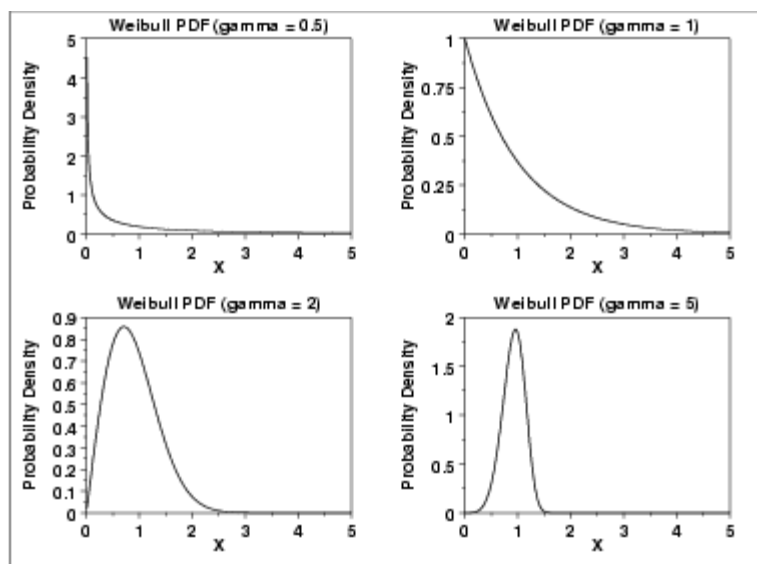 Weibull PDF (gamma = 0.5)
Probability Density
5
4
3
2
1
0
0 1 2 3 4 5
X
Weibull PDF (gamma = 1)
Probability Density
1
0.75
0.5
0.25
0
0 1 2 3 4 5
X
Weibull PDF (gamma = 2)
Probability Density
0.9
0.8
0.7
0.6
0.5
0.4
0.3
0.2
0.1
0
0 1 2 3 4 5
X
Weibull PDF (gamma = 5)
Probability Density
2
1.5
1
0.5
0
0 1 2 3 4 5
X